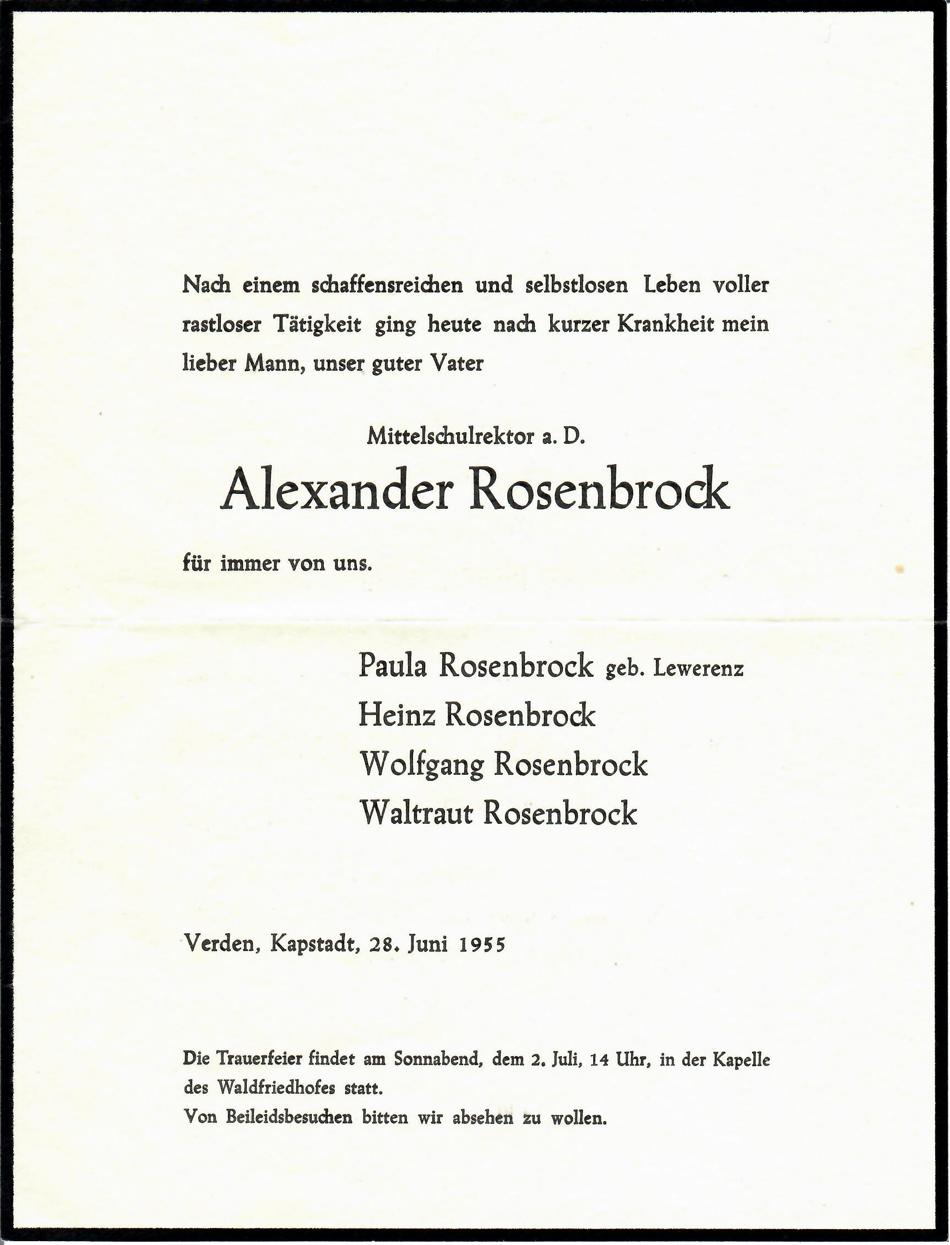 Nach einem schaffensreichen und selbstlosen Leben voller
rastloser Tätigkeit ging heute nach kurzer Krankheit mein
lieber Mann, unser guter Vater
Mittelschulrektor a. D.
Alexander Rosenbrock
für immer von uns.
Paula Rosenbrock geb. Lewerenz
Heinz Rosenbrock
Wolfgang Rosenbrock
Waltraut Rosenbrock
Verden, Kapstadt, 28. Juni 1955
Die Trauerfeier findet am Sonnabend, dem 2. Juli, 14 Uhr, in der Kapelle
des Waldfriedhofes statt.
Von Beileidsbesuchen bitten wir absehen zu wollen.